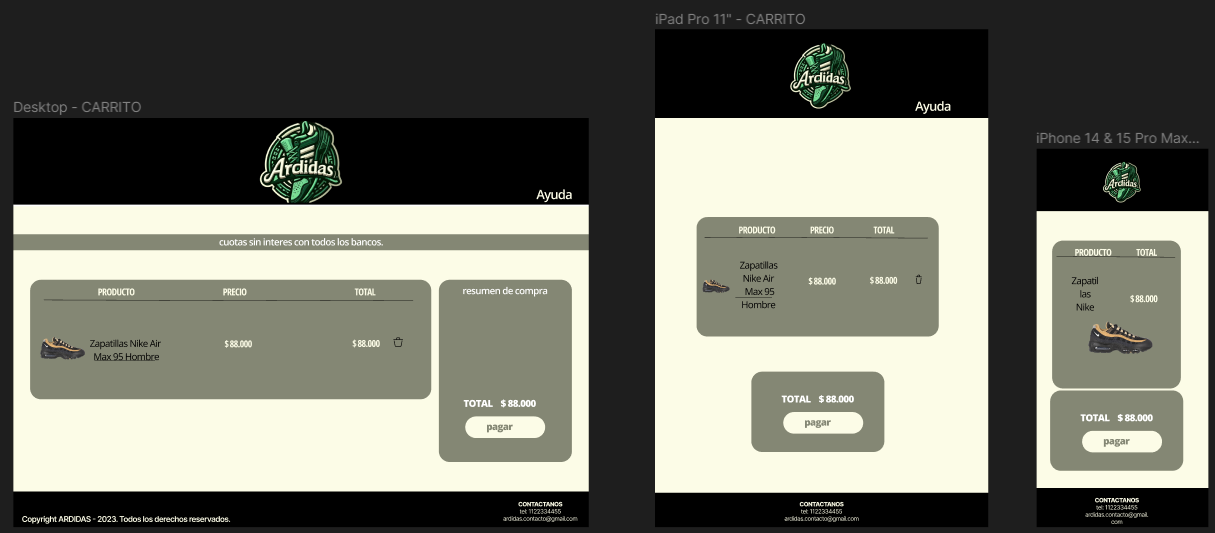 Desktop - CARRITO
Ardidas
Ayuda
cuotas sin interes con todos los bancos.
PRODUCTO PRECIO TOTAL
Zapatillas Nike Air
Max 95 Hombre
$ 88.000 $ 88.000
resumen de compra
TOTAL $ 88.000
pagar
Copyright ARDIDAS - 2023. Todos los derechos reservados.
CONTACTANOS
tel: 1122334455
ardidas.contacto@gmail.com
iPad Pro 11" - CARRITO
Ardidas
Ayuda
PRODUCTO PRECIO TOTAL
Zapatillas
Nike Air
Max 95
Hombre
$ 88.000 $ 88.000
TOTAL $ 88.000
pagar
CONTACTANOS
tel: 1122334455
ardidas.contacto@gmail.com
iPhone 14 & 15 Pro Max...
Ardidas
PRODUCTO TOTAL
Zapatil
las
Nike
$ 88.000
TOTAL $ 88.000
pagar
CONTACTANOS
tel: 1122334455
ardidas.contacto@gmail.
com